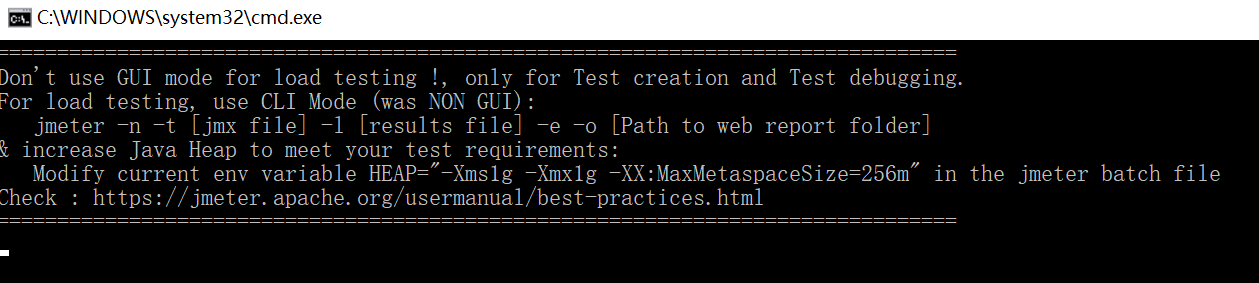 C:\WINDOWS\system32\cmd.exe
================================================================================
Don't use GUI mode for load testing !, only for Test creation and Test debugging.
For load testing, use CLI Mode (was NON GUI):
   jmeter -n -t [jmx file] -l [results file] -e -o [Path to web report folder]
& increase Java Heap to meet your test requirements:
   Modify current env variable HEAP="-Xms1g -Xmx1g -XX:MaxMetaspaceSize=256m" in the jmeter batch file
Check : https://jmeter.apache.org/usermanual/best-practices.html
================================================================================